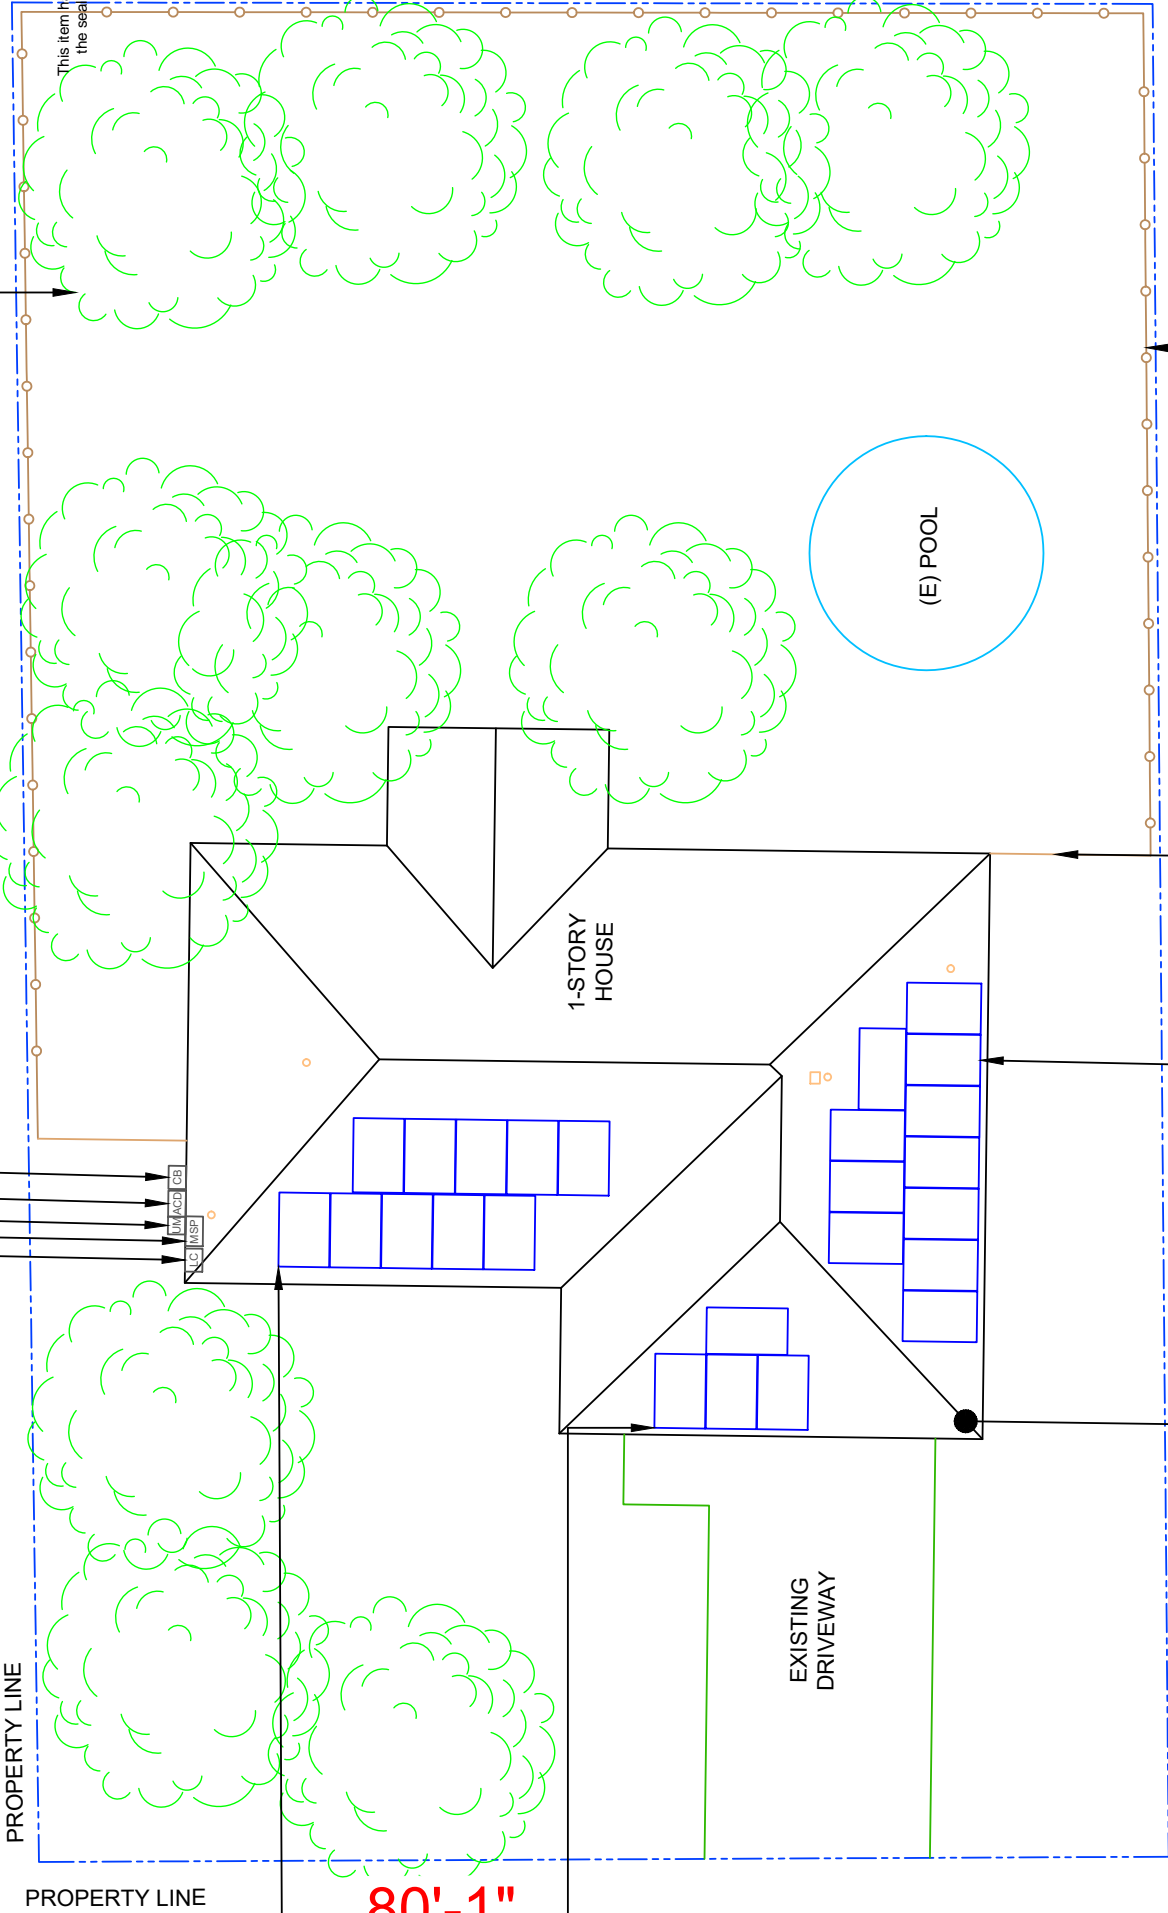 This item h
the seal
(E) POOL
1-STORY
HOUSE
CB
ACD
UM
MSP
LC
EXISTING
DRIVEWAY
PROPERTY LINE
PROPERTY LINE
80'-1"